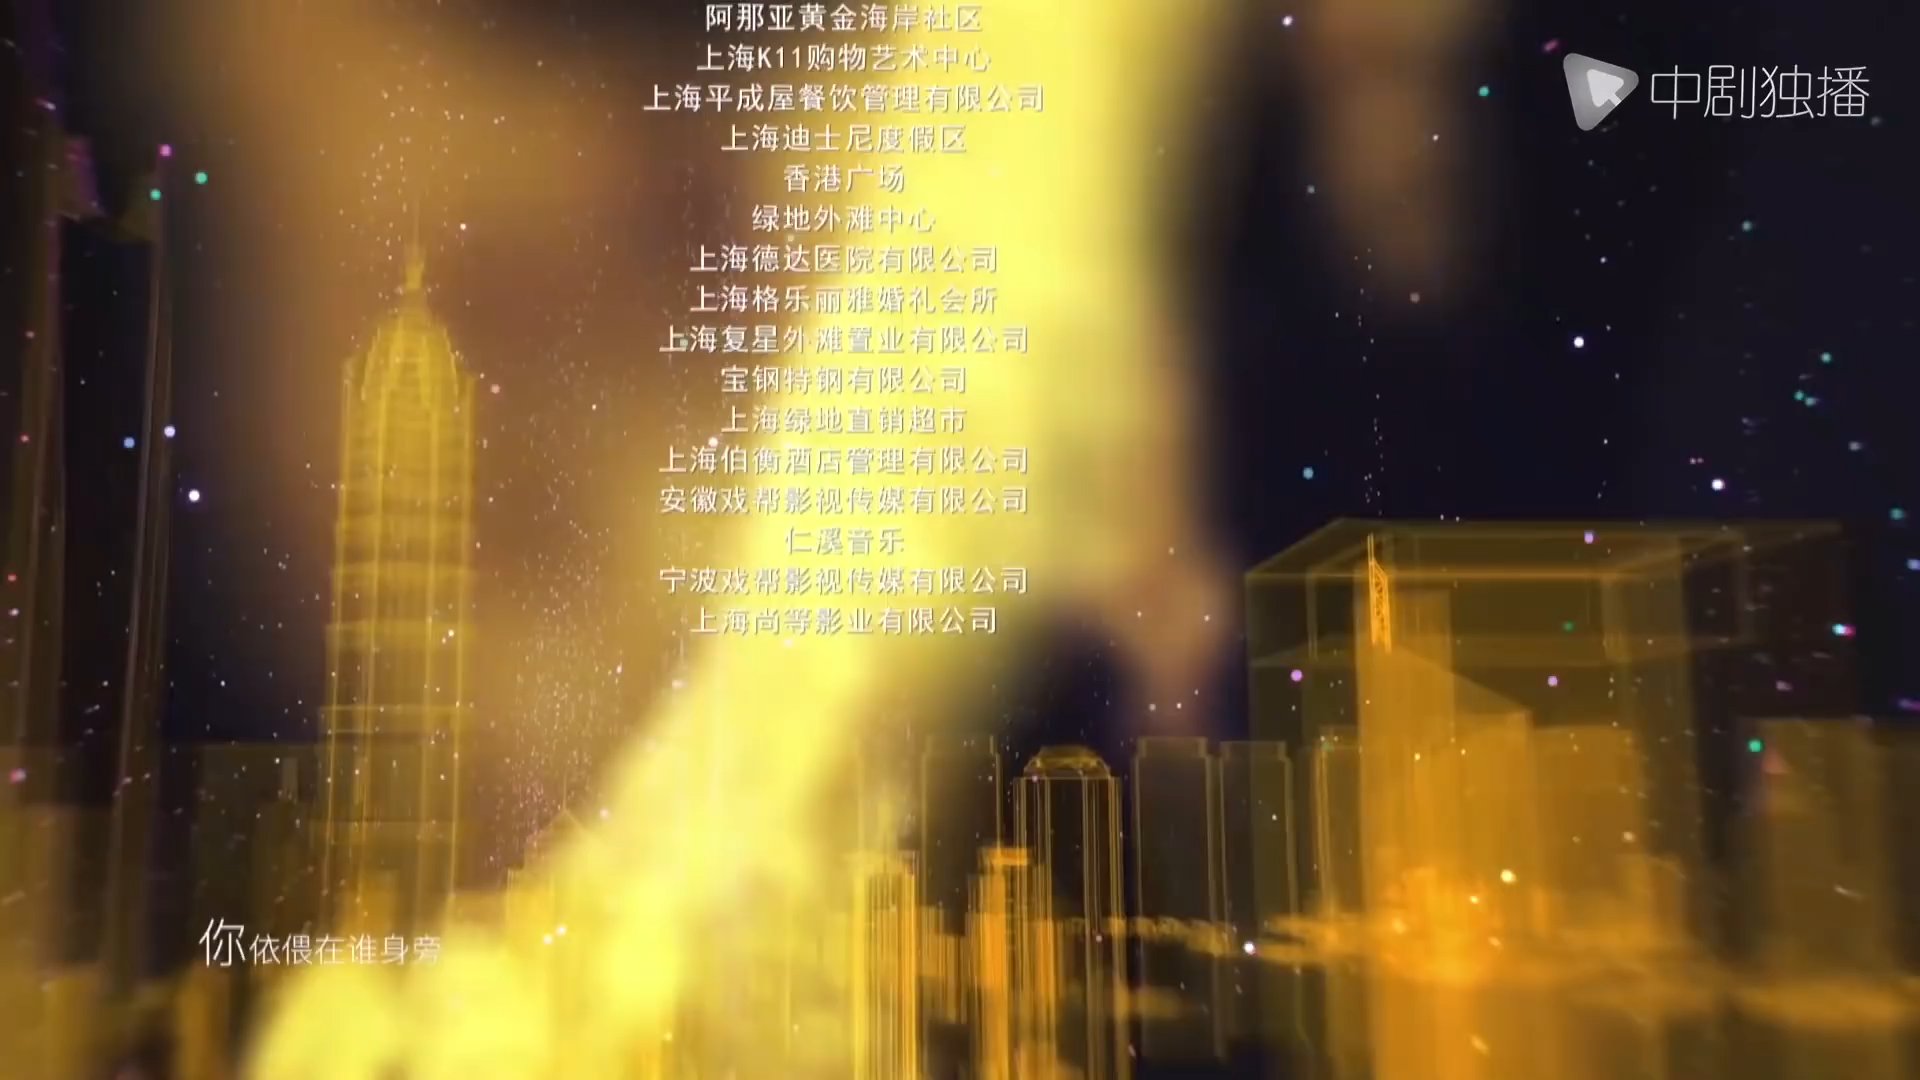 阿那亚黄金海岸社区
上海K11购物艺术中心
上海平成屋餐饮管理有限公司
上海迪士尼度假区
香港广场
绿地外滩中心
上海德达医院有限公司
上海格乐丽雅婚礼会所
上海复星外滩置业有限公司
宝钢特钢有限公司
上海绿地直销超市
上海伯衡酒店管理有限公司
安徽戏帮影视传媒有限公司
仁溪音乐
宁波戏帮影视传媒有限公司
上海尚等影业有限公司
中剧独播
你依偎在谁身旁